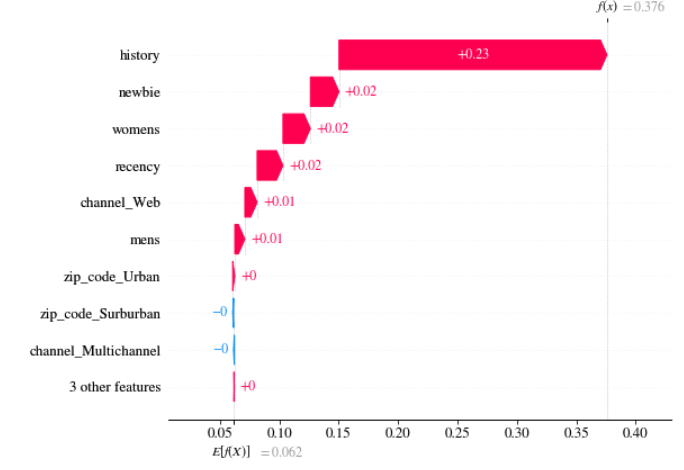 f(x) = 0.376
history +0.23
newbie +0.02
womens +0.02
recency +0.02
channel_Web +0.01
mens +0.01
zip_code_Urban +0
zip_code_Surburban −0
channel_Multichannel −0
3 other features +0
0.05 0.10 0.15 0.20 0.25 0.30 0.35 0.40
E[f(X)] = 0.062